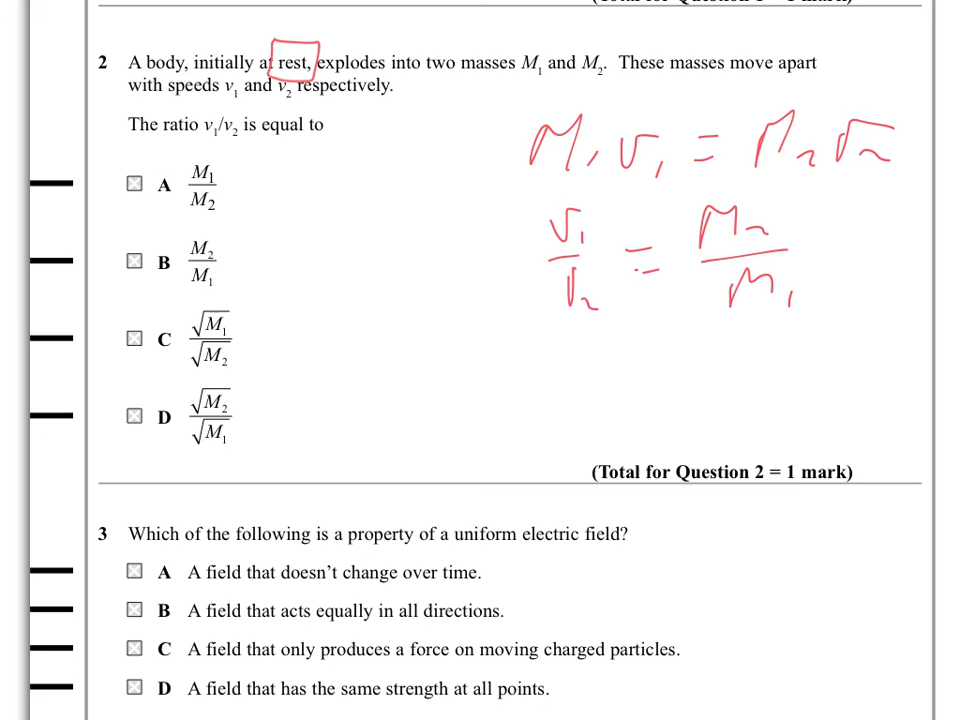 2 A body, initially at rest, explodes into two masses M₁ and M₂. These masses move apart
with speeds v₁ and v₂ respectively.
The ratio v₁/v₂ is equal to
M₁ v₁ = M₂ v₂
A M₁/M₂
v₁/v₂ = M₂/M₁
B M₂/M₁
C √M₁/√M₂
D √M₂/√M₁
(Total for Question 2 = 1 mark)
3 Which of the following is a property of a uniform electric field?
A A field that doesn’t change over time.
B A field that acts equally in all directions.
C A field that only produces a force on moving charged particles.
D A field that has the same strength at all points.